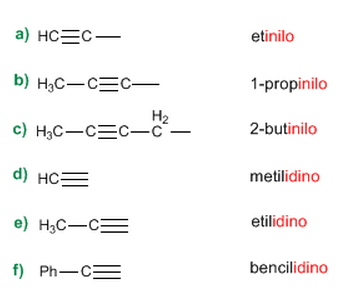 a) HC≡C— etinilo
b) H₃C—C≡C— 1-propinilo
c) H₃C—C≡C—C— 2-butinilo
H₂
d) HC≡ metilidino
e) H₃C—C≡ etilidino
f) Ph—C≡ bencilidino